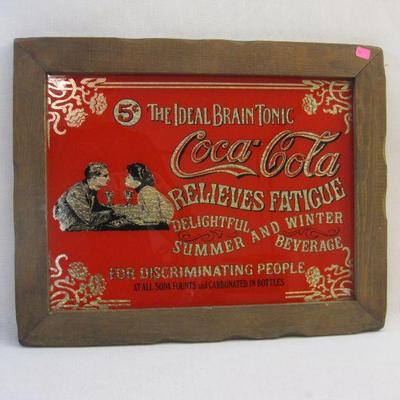 5¢ THE IDEAL BRAIN TONIC
Coca-Cola
RELIEVES FATIGUE
DELIGHTFUL
SUMMER AND WINTER
BEVERAGE
FOR DISCRIMINATING PEOPLE
AT ALL SODA FOUNTS and CARBONATED IN BOTTLES